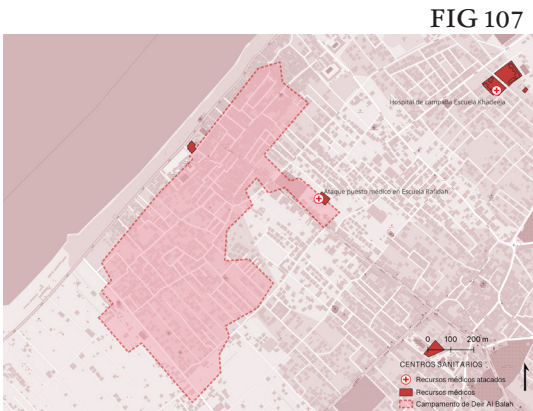 FIG 107
Hospital de campaña Escuela Khadeeja
Ataque puesto médico en Escuela Rafidah
0 100 200 m
CENTROS SANITARIOS
Recursos médicos atacados
Recursos médicos
Campamento de Deir Al Balah